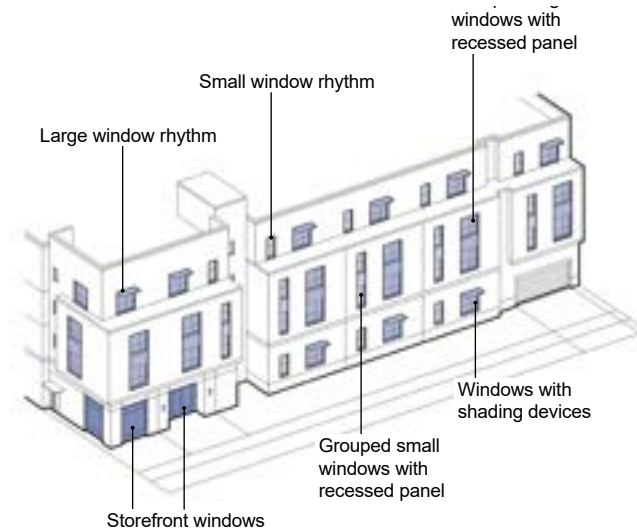 windows with
recessed panel
Small window rhythm
Large window rhythm
Windows with
shading devices
Grouped small
windows with
recessed panel
Storefront windows